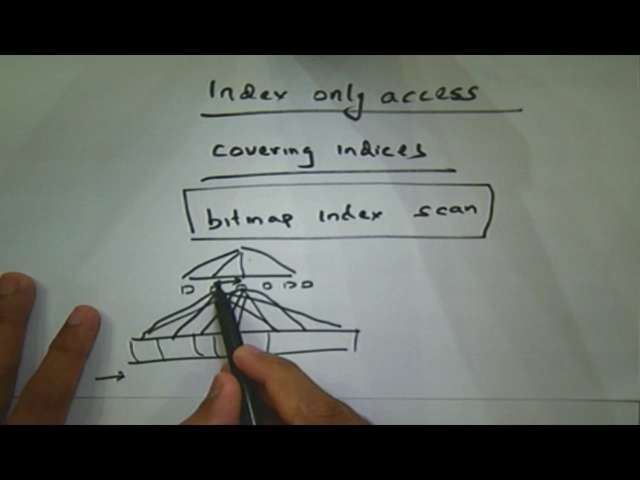 Index only access
covering indices
bitmap index scan